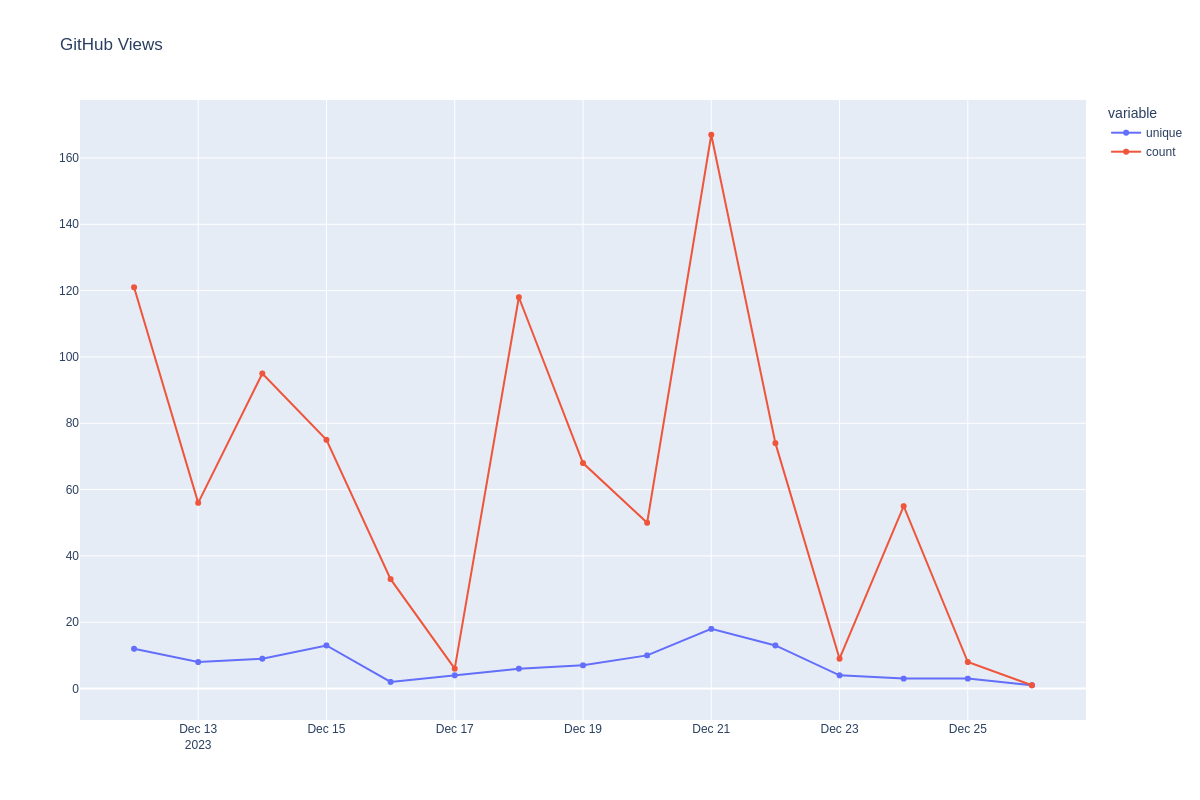 GitHub Views
variable
unique
count
160
140
120
100
80
60
40
20
0
Dec 13
2023
Dec 15
Dec 17
Dec 19
Dec 21
Dec 23
Dec 25